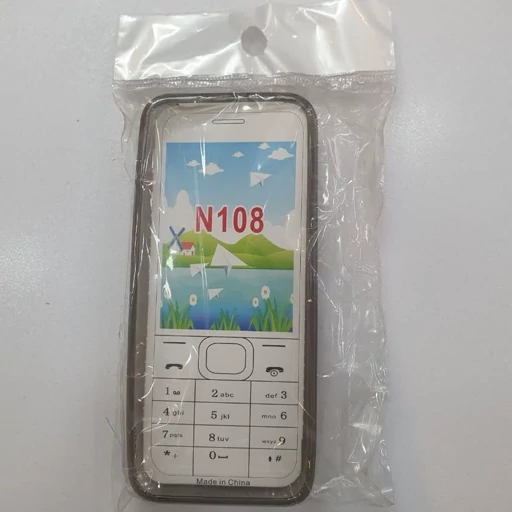 N108
1 ∞ 2 abc def 3
4 ghi 5 jkl mno 6
7 pqrs 8 tuv wxyz 9
* + 0 ⎵ #
Made in China